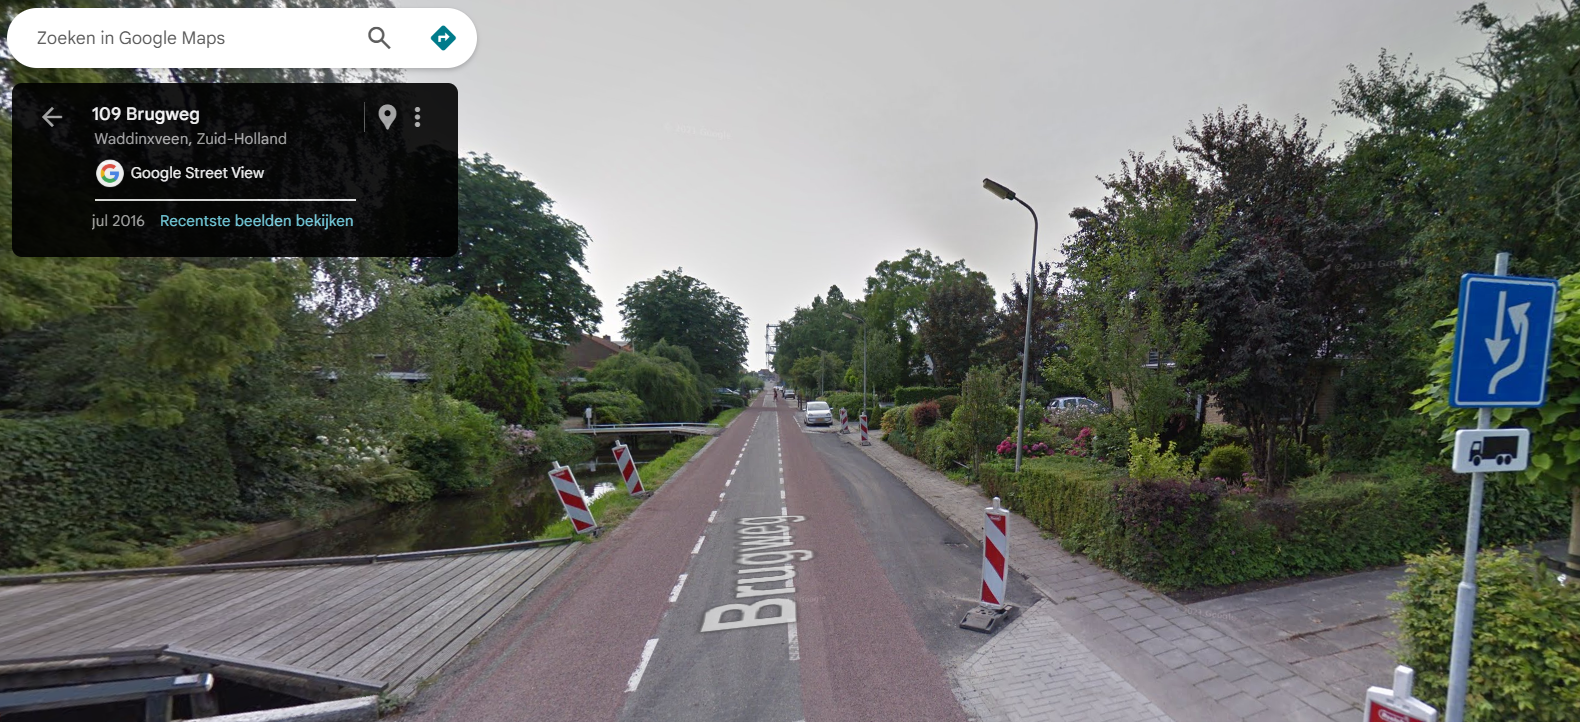 Zoeken in Google Maps
109 Brugweg
Waddinxveen, Zuid-Holland
Google Street View
jul 2016 Recentste beelden bekijken
Brugweg